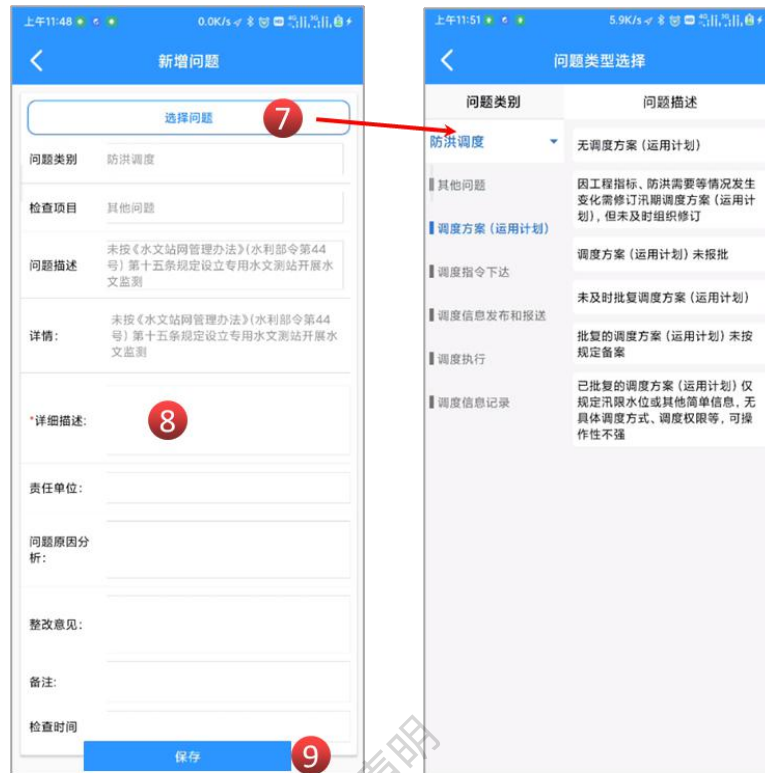 上午11:48
0.0K/s
新增问题
选择问题
7
问题类别
防洪调度
检查项目
其他问题
问题描述
未按《水文站网管理办法》(水利部令第44
号) 第十五条规定设立专用水文测站开展水
文监测
详情:
未按《水文站网管理办法》(水利部令第44
号) 第十五条规定设立专用水文测站开展水
文监测
*详细描述:
8
责任单位:
问题原因分
析:
整改意见:
备注:
检查时间
保存
9
上午11:51
5.9K/s
问题类型选择
问题类别
问题描述
防洪调度
其他问题
调度方案 (运用计划)
调度指令下达
调度信息发布和报送
调度执行
调度信息记录
无调度方案 (运用计划)
因工程指标、防洪需要等情况发生
变化需修订汛期调度方案 (运用计
划), 但未及时组织修订
调度方案 (运用计划) 未报批
未及时批复调度方案 (运用计划)
批复的调度方案 (运用计划) 未按
规定备案
已批复的调度方案 (运用计划) 仅
规定汛限水位或其他简单信息, 无
具体调度方式、调度权限等, 可操
作性不强
声明